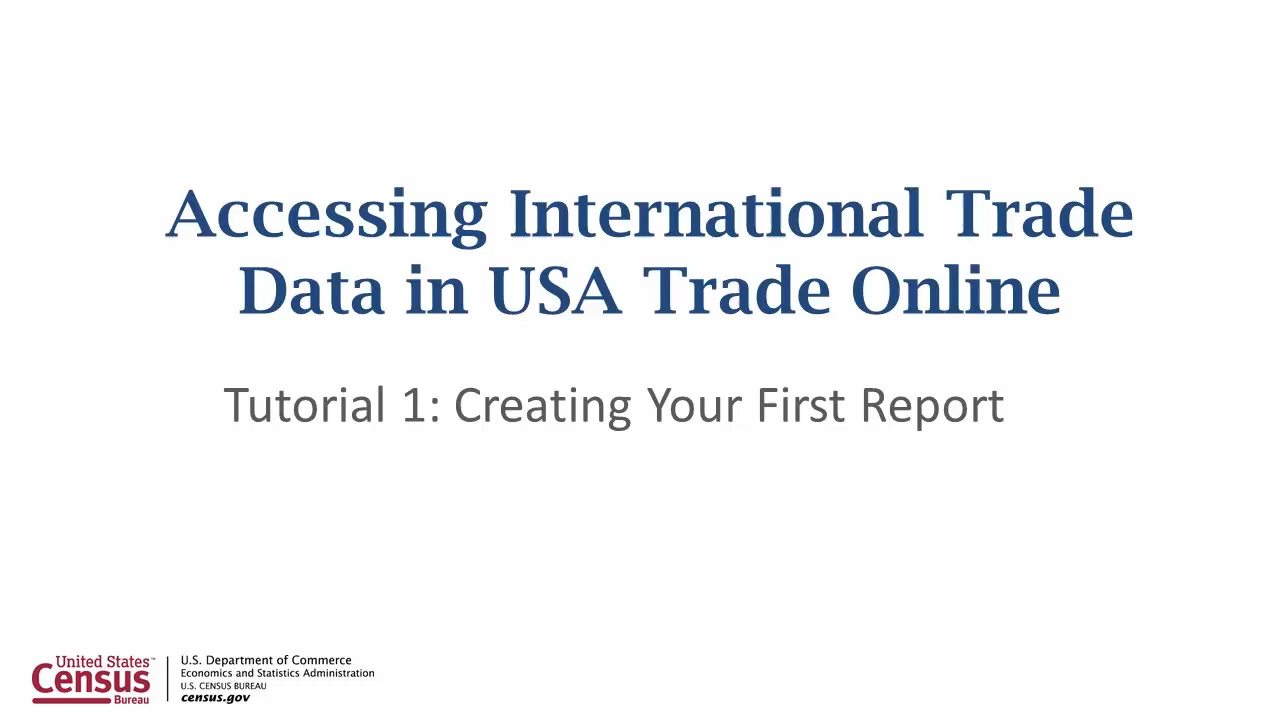 Accessing International Trade
Data in USA Trade Online
Tutorial 1: Creating Your First Report
United States™
Census
Bureau
U.S. Department of Commerce
Economics and Statistics Administration
U.S. CENSUS BUREAU
census.gov